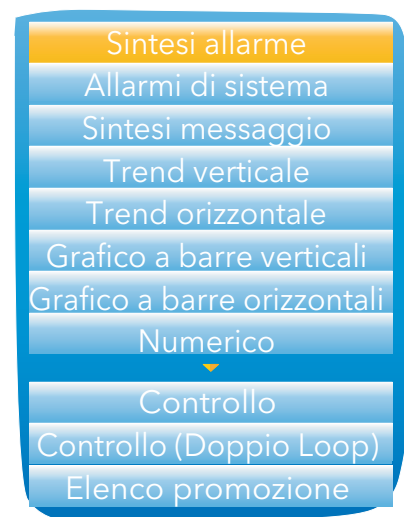 Sintesi allarme
Allarmi di sistema
Sintesi messaggio
Trend verticale
Trend orizzontale
Grafico a barre verticali
Grafico a barre orizzontali
Numerico
Controllo
Controllo (Doppio Loop)
Elenco promozione